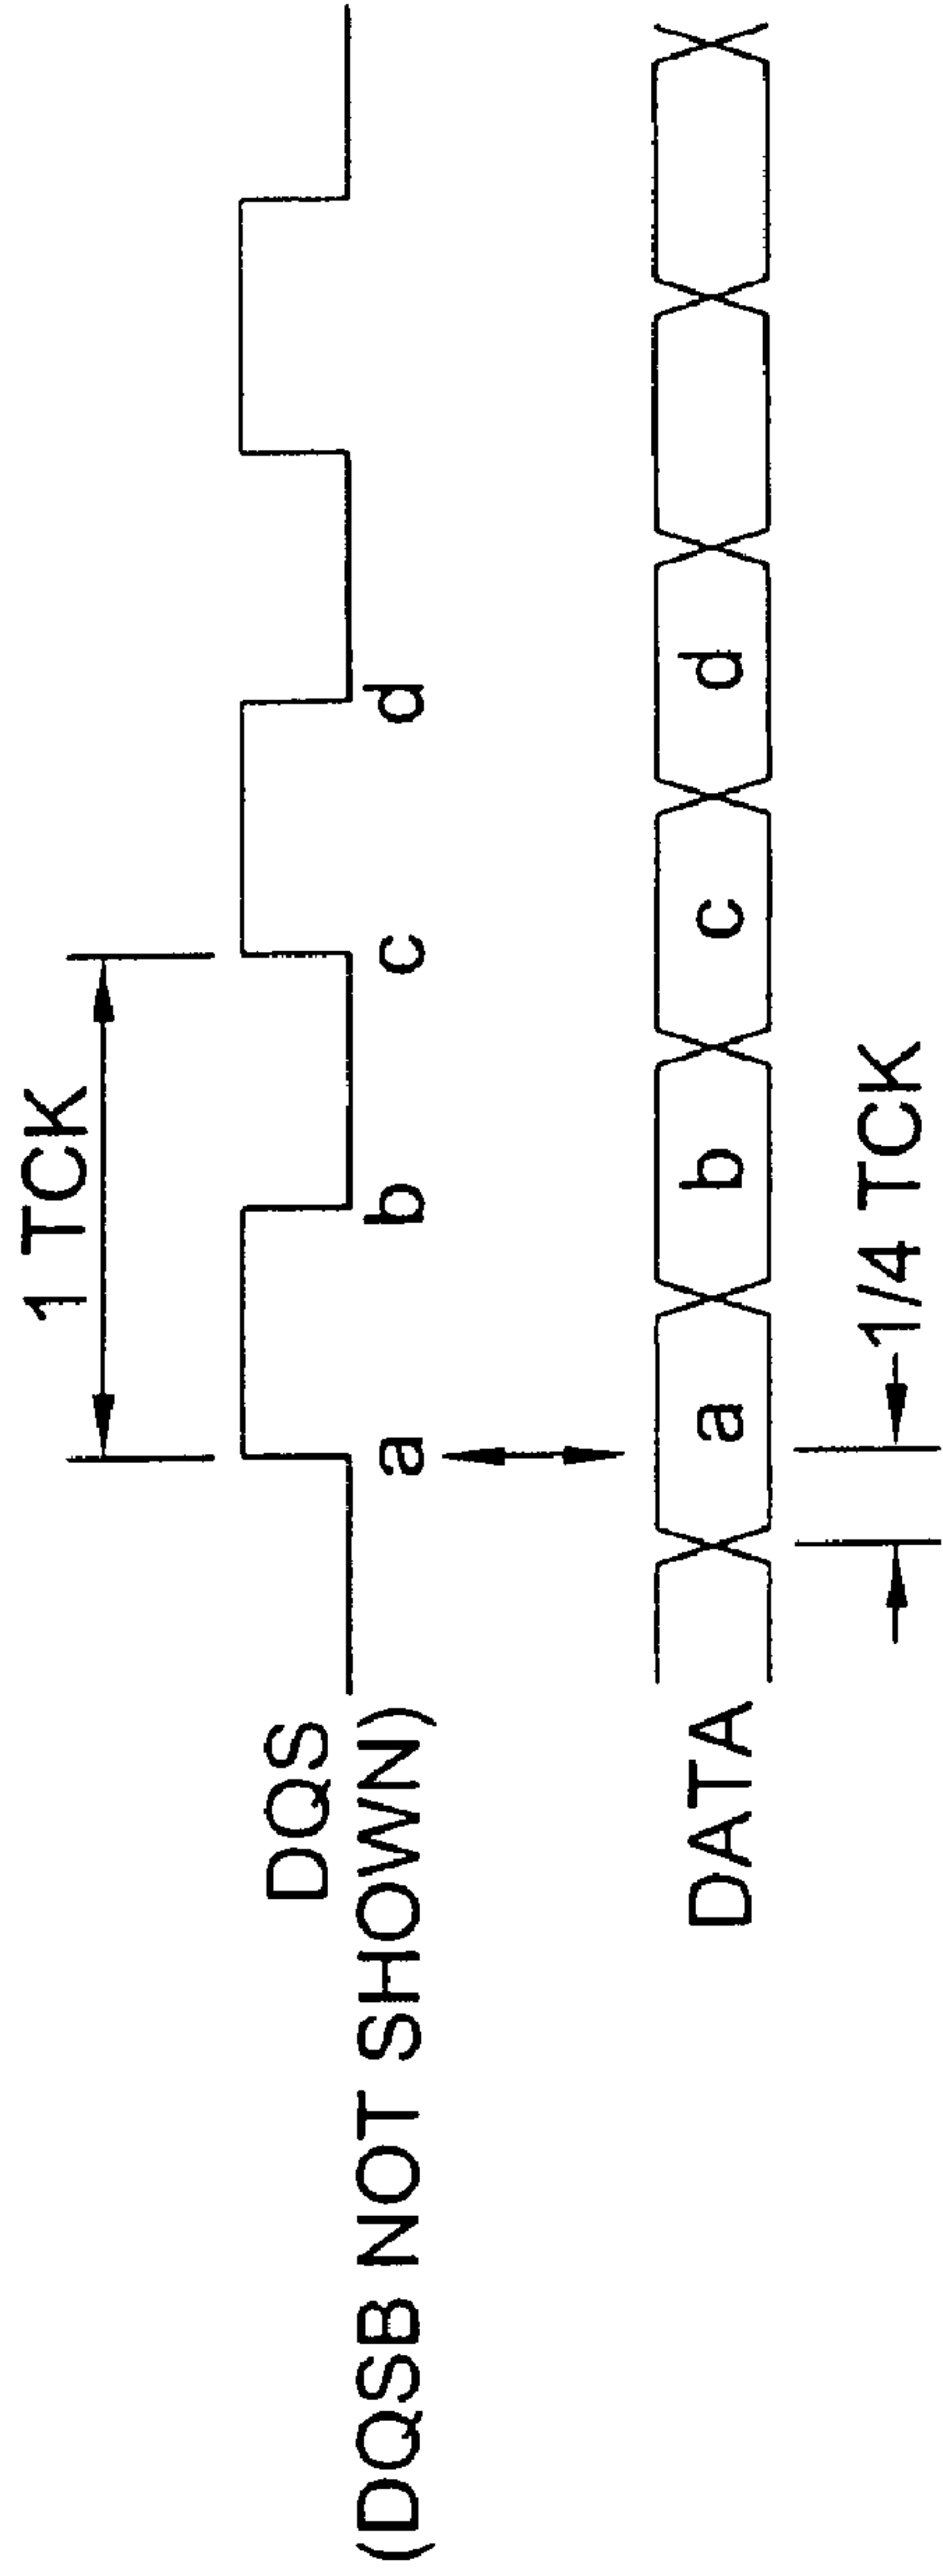 1 TCK
DQS
(DQSB NOT SHOWN)
a b c d
DATA
a b c d
1/4 TCK